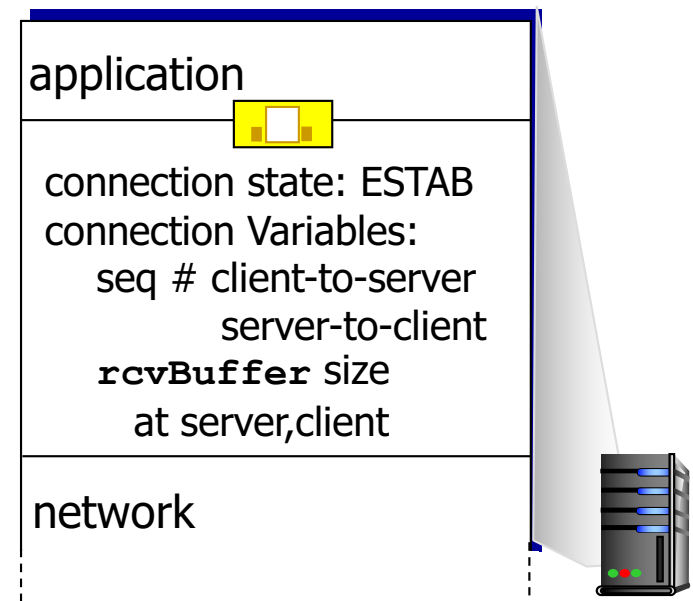 application
connection state: ESTAB
connection Variables:
seq # client-to-server
server-to-client
rcvBuffer size
at server,client
network